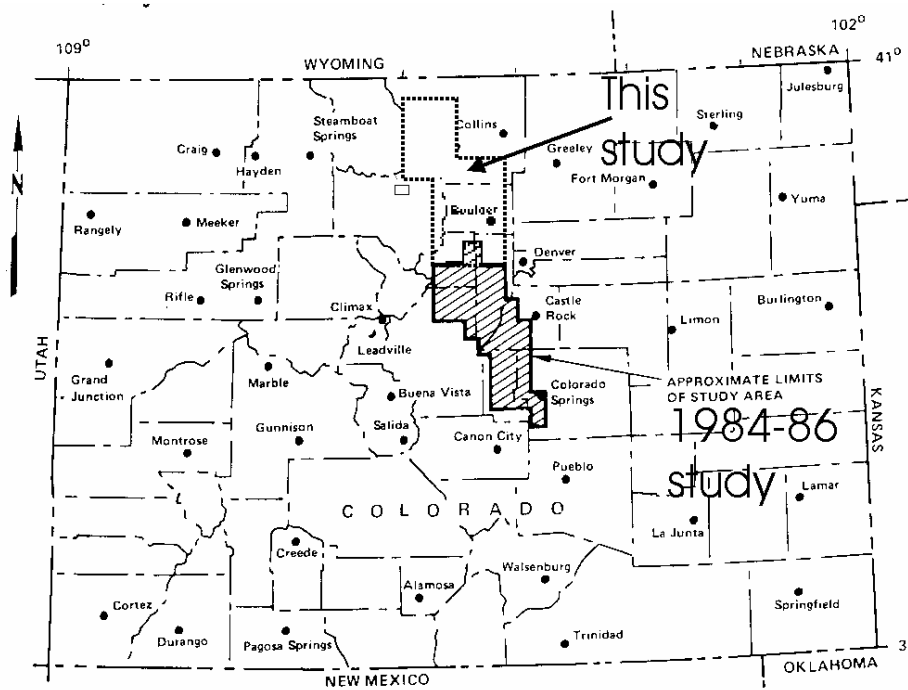 102°
109°
WYOMING
NEBRASKA
41°
Julesburg
This
study
Steamboat
Springs
Collins
Sterling
Craig
Hayden
Greeley
Fort Morgan
N
Yuma
Rangely
Meeker
Boulder
Denver
Glenwood
Springs
Rifle
Climax
Castle
Rock
Burlington
Limon
Leadville
UTAH
Grand
Junction
Marble
Buena Vista
Colorado
Springs
APPROXIMATE LIMITS
OF STUDY AREA
KANSAS
1984-86
study
Montrose
Gunnison
Salida
Canon City
Pueblo
Lamar
COLORADO
La Junta
Creede
Walsenburg
Alamosa
Springfield
Cortez
Durango
Pagosa Springs
Trinidad
3
NEW MEXICO
OKLAHOMA